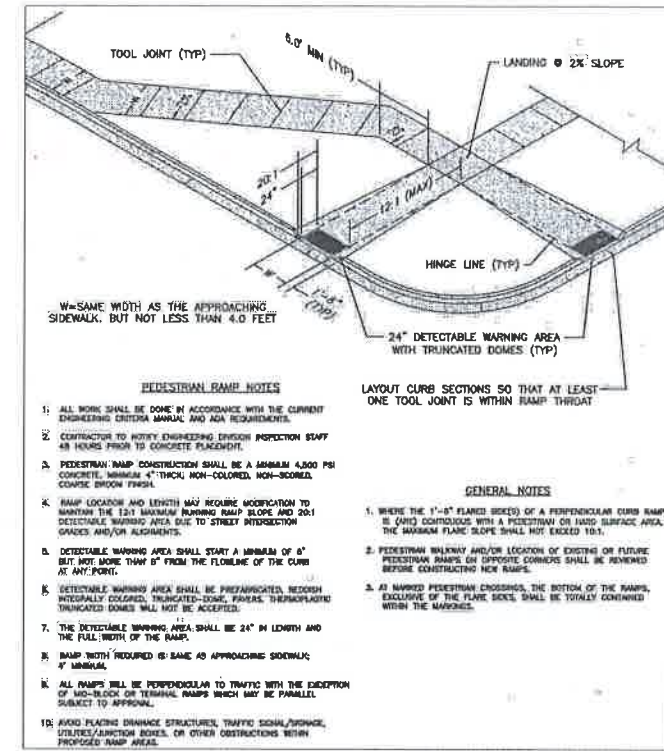 TOOL JOINT (TYP)
5.0' MIN (TYP)
LANDING @ 2% SLOPE
20:1
24"
12:1 (MAX)
HINGE LINE (TYP)
"W"
1'-6"
(TYP)
W=SAME WIDTH AS THE APPROACHING
SIDEWALK, BUT NOT LESS THAN 4.0 FEET
24" DETECTABLE WARNING AREA
WITH TRUNCATED DOMES (TYP)
LAYOUT CURB SECTIONS SO THAT AT LEAST
ONE TOOL JOINT IS WITHIN RAMP THROAT
PEDESTRIAN RAMP NOTES
1. ALL WORK SHALL BE DONE IN ACCORDANCE WITH THE CURRENT
ENGINEERING CRITERIA MANUAL AND ADA REQUIREMENTS.
2. CONTRACTOR TO NOTIFY ENGINEERING DIVISION INSPECTION STAFF
48 HOURS PRIOR TO CONCRETE PLACEMENT.
3. PEDESTRIAN RAMP CONSTRUCTION SHALL BE A MINIMUM 4,500 PSI
CONCRETE, MINIMUM 4" THICK, NON-COLORED, NON-SCORED,
COARSE BROOM FINISH.
4. RAMP LOCATION AND LENGTH MAY REQUIRE MODIFICATION TO
MAINTAIN THE 12:1 MAXIMUM RUNNING RAMP SLOPE AND 20:1
DETECTABLE WARNING AREA DUE TO STREET INTERSECTION
GRADES AND/OR ALIGNMENTS.
5. DETECTABLE WARNING AREA SHALL START A MINIMUM OF 6"
BUT NOT MORE THAN 8" FROM THE FLOWLINE OF THE CURB
AT ANY POINT.
6. DETECTABLE WARNING AREA SHALL BE PREFABRICATED, REDDISH
INTEGRALLY COLORED, TRUNCATED-DOME, PAVERS. THERMOPLASTIC
TRUNCATED DOMES WILL NOT BE ACCEPTED.
7. THE DETECTABLE WARNING AREA SHALL BE 24" IN LENGTH AND
THE FULL WIDTH OF THE RAMP.
8. RAMP WIDTH REQUIRED IS SAME AS APPROACHING SIDEWALK;
4' MINIMUM.
9. ALL RAMPS WILL BE PERPENDICULAR TO TRAFFIC WITH THE EXCEPTION
OF MID-BLOCK OR TERMINAL RAMPS WHICH MAY BE PARALLEL
SUBJECT TO APPROVAL.
10. AVOID PLACING DRAINAGE STRUCTURES, TRAFFIC SIGNAL/SIGNAGE,
UTILITIES/JUNCTION BOXES, OR OTHER OBSTRUCTIONS WITHIN
PROPOSED RAMP AREAS.
GENERAL NOTES
1. WHERE THE 1'-6" FLARED SIDE(S) OF A PERPENDICULAR CURB RAMP
IS (ARE) CONTIGUOUS WITH A PEDESTRIAN OR HARD SURFACE AREA,
THE MAXIMUM FLARE SLOPE SHALL NOT EXCEED 10:1.
2. PEDESTRIAN WALKWAY AND/OR LOCATION OF EXISTING OR FUTURE
PEDESTRIAN RAMPS ON OPPOSITE CORNERS SHALL BE REVIEWED
BEFORE CONSTRUCTING NEW RAMPS.
3. AT MARKED PEDESTRIAN CROSSINGS, THE BOTTOM OF THE RAMPS,
EXCLUSIVE OF THE FLARE SIDES, SHALL BE TOTALLY CONTAINED
WITHIN THE MARKINGS.